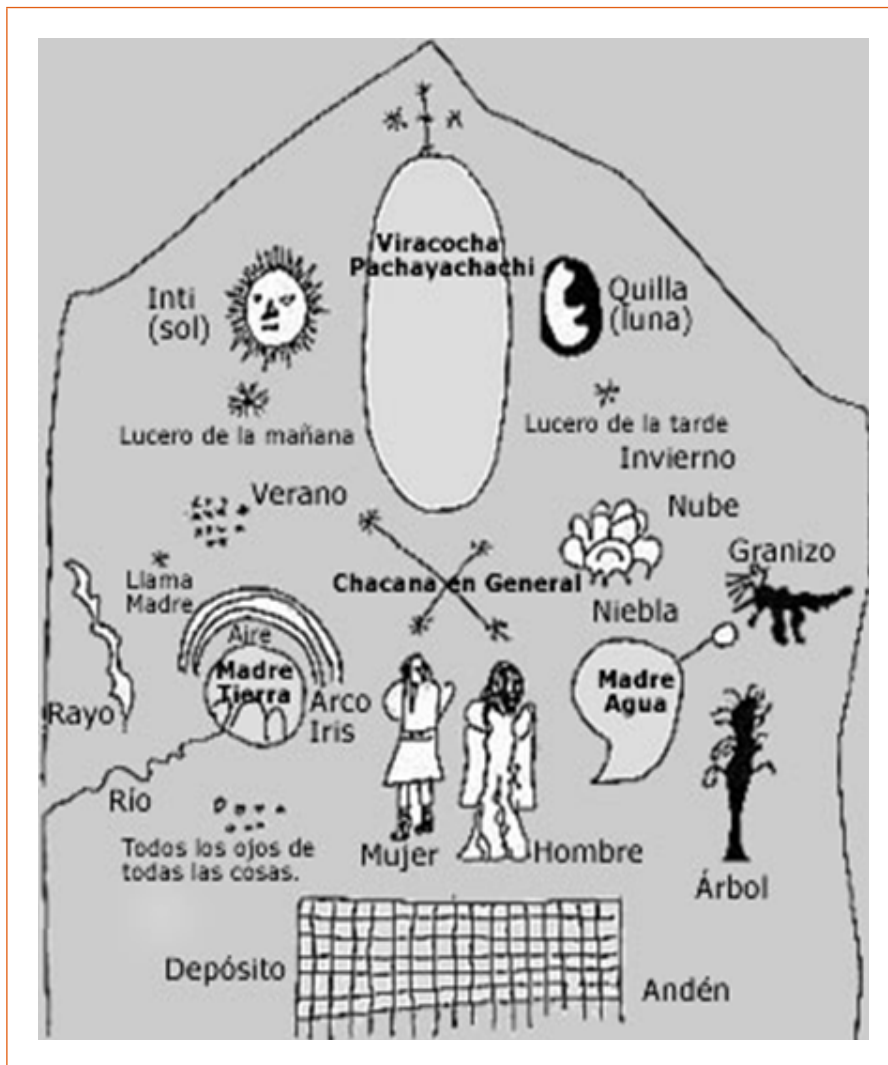 Viracocha
Pachayachachi
Inti
(sol)
Quilla
(luna)
Lucero de la mañana
Lucero de la tarde
Invierno
Verano
Nube
Granizo
Llama
Madre
Chacana en General
Niebla
Aire
Madre
Tierra
Arco
Iris
Madre
Agua
Rayo
Río
Todos los ojos de
todas las cosas.
Mujer
Hombre
Árbol
Depósito
Andén